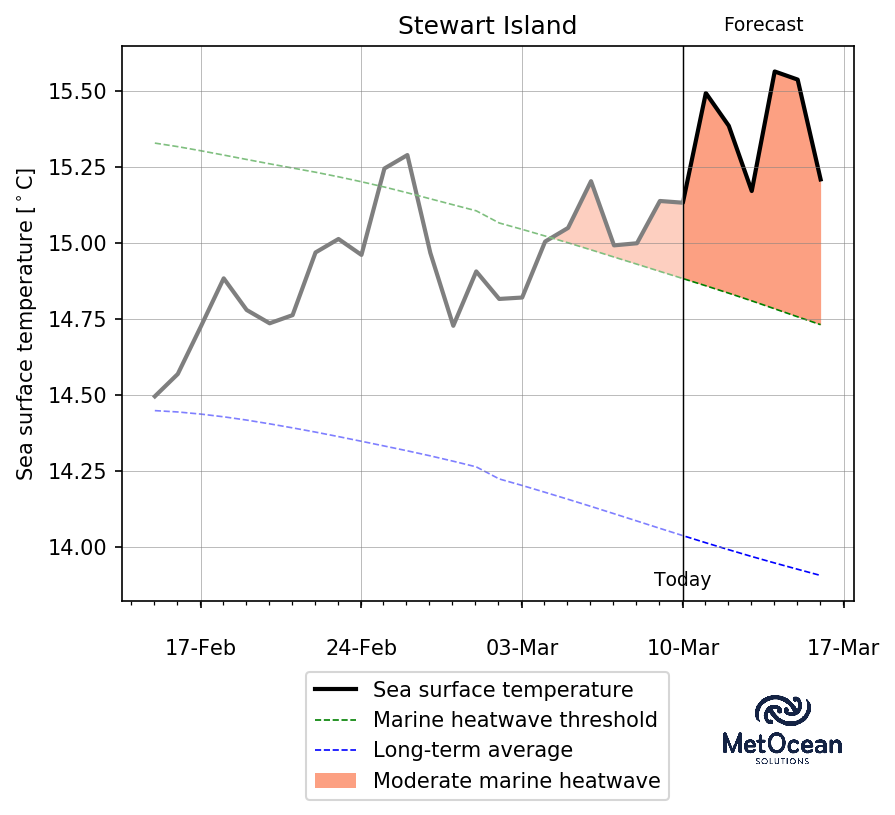 Stewart Island
Forecast
Sea surface temperature [°C]
15.50
15.25
15.00
14.75
14.50
14.25
14.00
Today
17-Feb
24-Feb
03-Mar
10-Mar
17-Mar
Sea surface temperature
Marine heatwave threshold
Long-term average
Moderate marine heatwave
MetOcean
SOLUTIONS